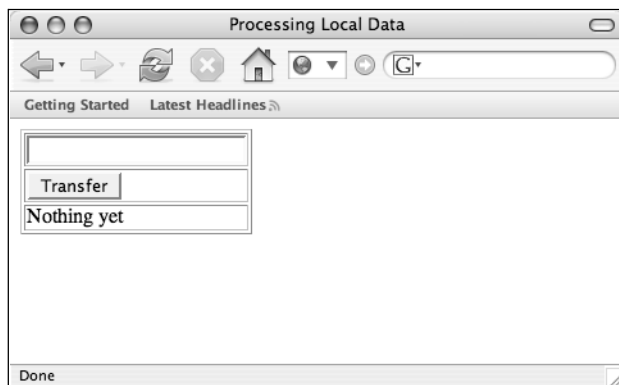 Processing Local Data
G
Getting Started Latest Headlines
Transfer
Nothing yet
Done